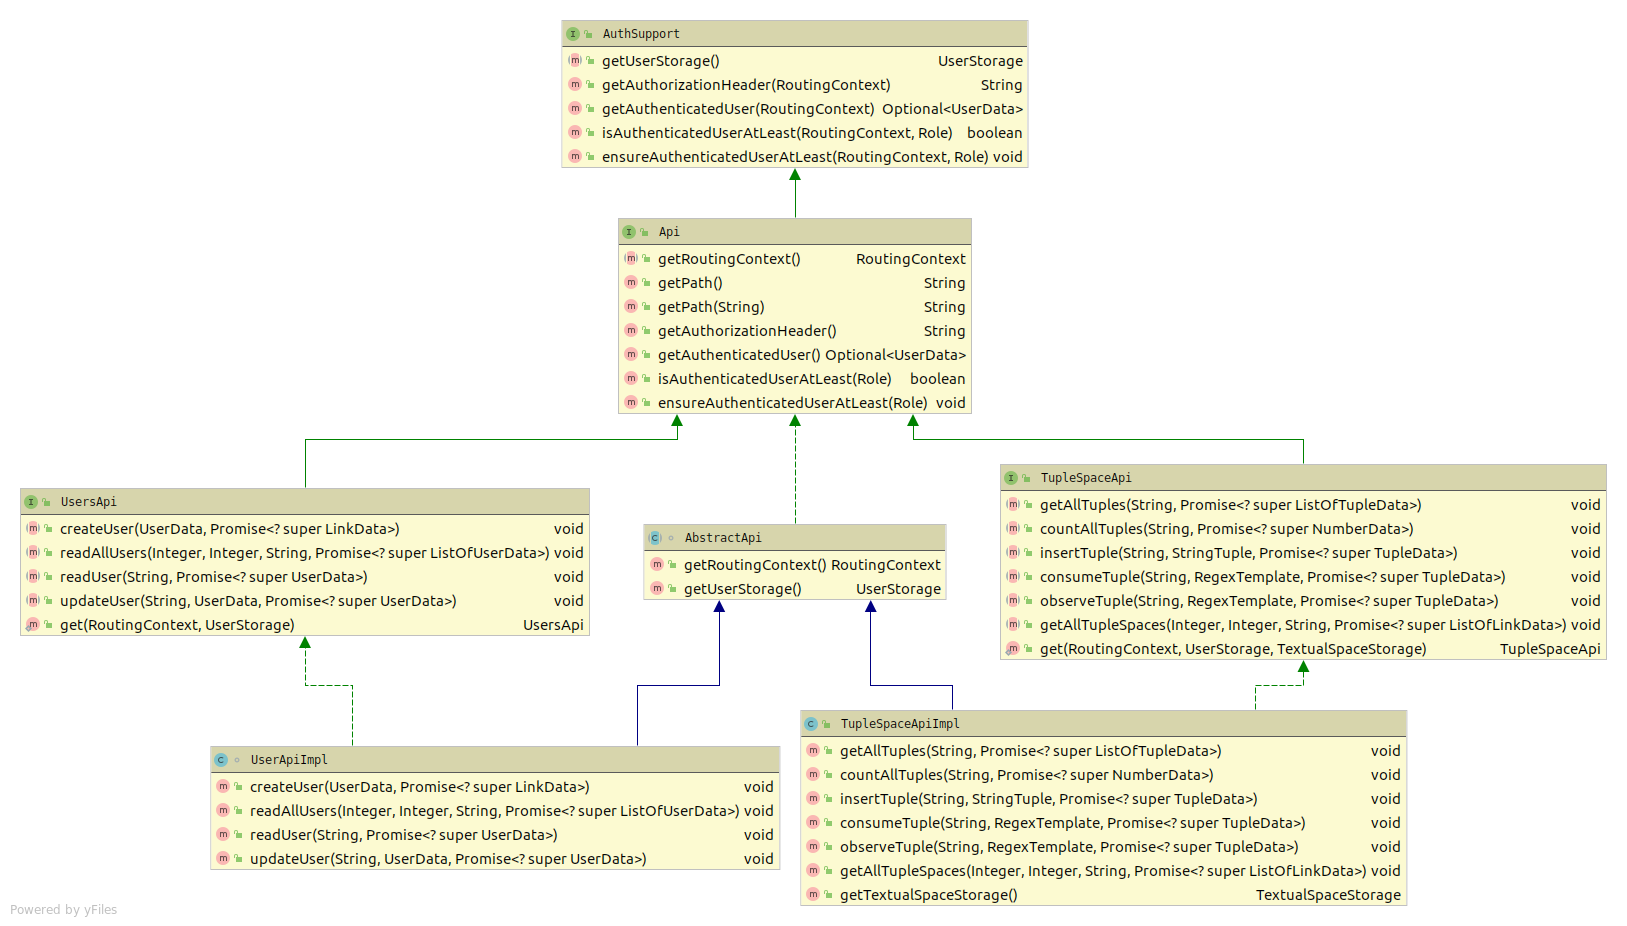 AuthSupport
getUserStorage() UserStorage
getAuthorizationHeader(RoutingContext) String
getAuthenticatedUser(RoutingContext) Optional<UserData>
isAuthenticatedUserAtLeast(RoutingContext, Role) boolean
ensureAuthenticatedUserAtLeast(RoutingContext, Role) void
Api
getRoutingContext() RoutingContext
getPath() String
getPath(String) String
getAuthorizationHeader() String
getAuthenticatedUser() Optional<UserData>
isAuthenticatedUserAtLeast(Role) boolean
ensureAuthenticatedUserAtLeast(Role) void
UsersApi
createUser(UserData, Promise<? super LinkData>) void
readAllUsers(Integer, Integer, String, Promise<? super ListOfUserData>) void
readUser(String, Promise<? super UserData>) void
updateUser(String, UserData, Promise<? super UserData>) void
get(RoutingContext, UserStorage) UsersApi
AbstractApi
getRoutingContext() RoutingContext
getUserStorage() UserStorage
TupleSpaceApi
getAllTuples(String, Promise<? super ListOfTupleData>) void
countAllTuples(String, Promise<? super NumberData>) void
insertTuple(String, StringTuple, Promise<? super TupleData>) void
consumeTuple(String, RegexTemplate, Promise<? super TupleData>) void
observeTuple(String, RegexTemplate, Promise<? super TupleData>) void
getAllTupleSpaces(Integer, Integer, String, Promise<? super ListOfLinkData>) void
get(RoutingContext, UserStorage, TextualSpaceStorage) TupleSpaceApi
UserApiImpl
createUser(UserData, Promise<? super LinkData>) void
readAllUsers(Integer, Integer, String, Promise<? super ListOfUserData>) void
readUser(String, Promise<? super UserData>) void
updateUser(String, UserData, Promise<? super UserData>) void
TupleSpaceApiImpl
getAllTuples(String, Promise<? super ListOfTupleData>) void
countAllTuples(String, Promise<? super NumberData>) void
insertTuple(String, StringTuple, Promise<? super TupleData>) void
consumeTuple(String, RegexTemplate, Promise<? super TupleData>) void
observeTuple(String, RegexTemplate, Promise<? super TupleData>) void
getAllTupleSpaces(Integer, Integer, String, Promise<? super ListOfLinkData>) void
getTextualSpaceStorage() TextualSpaceStorage
Powered by yFiles